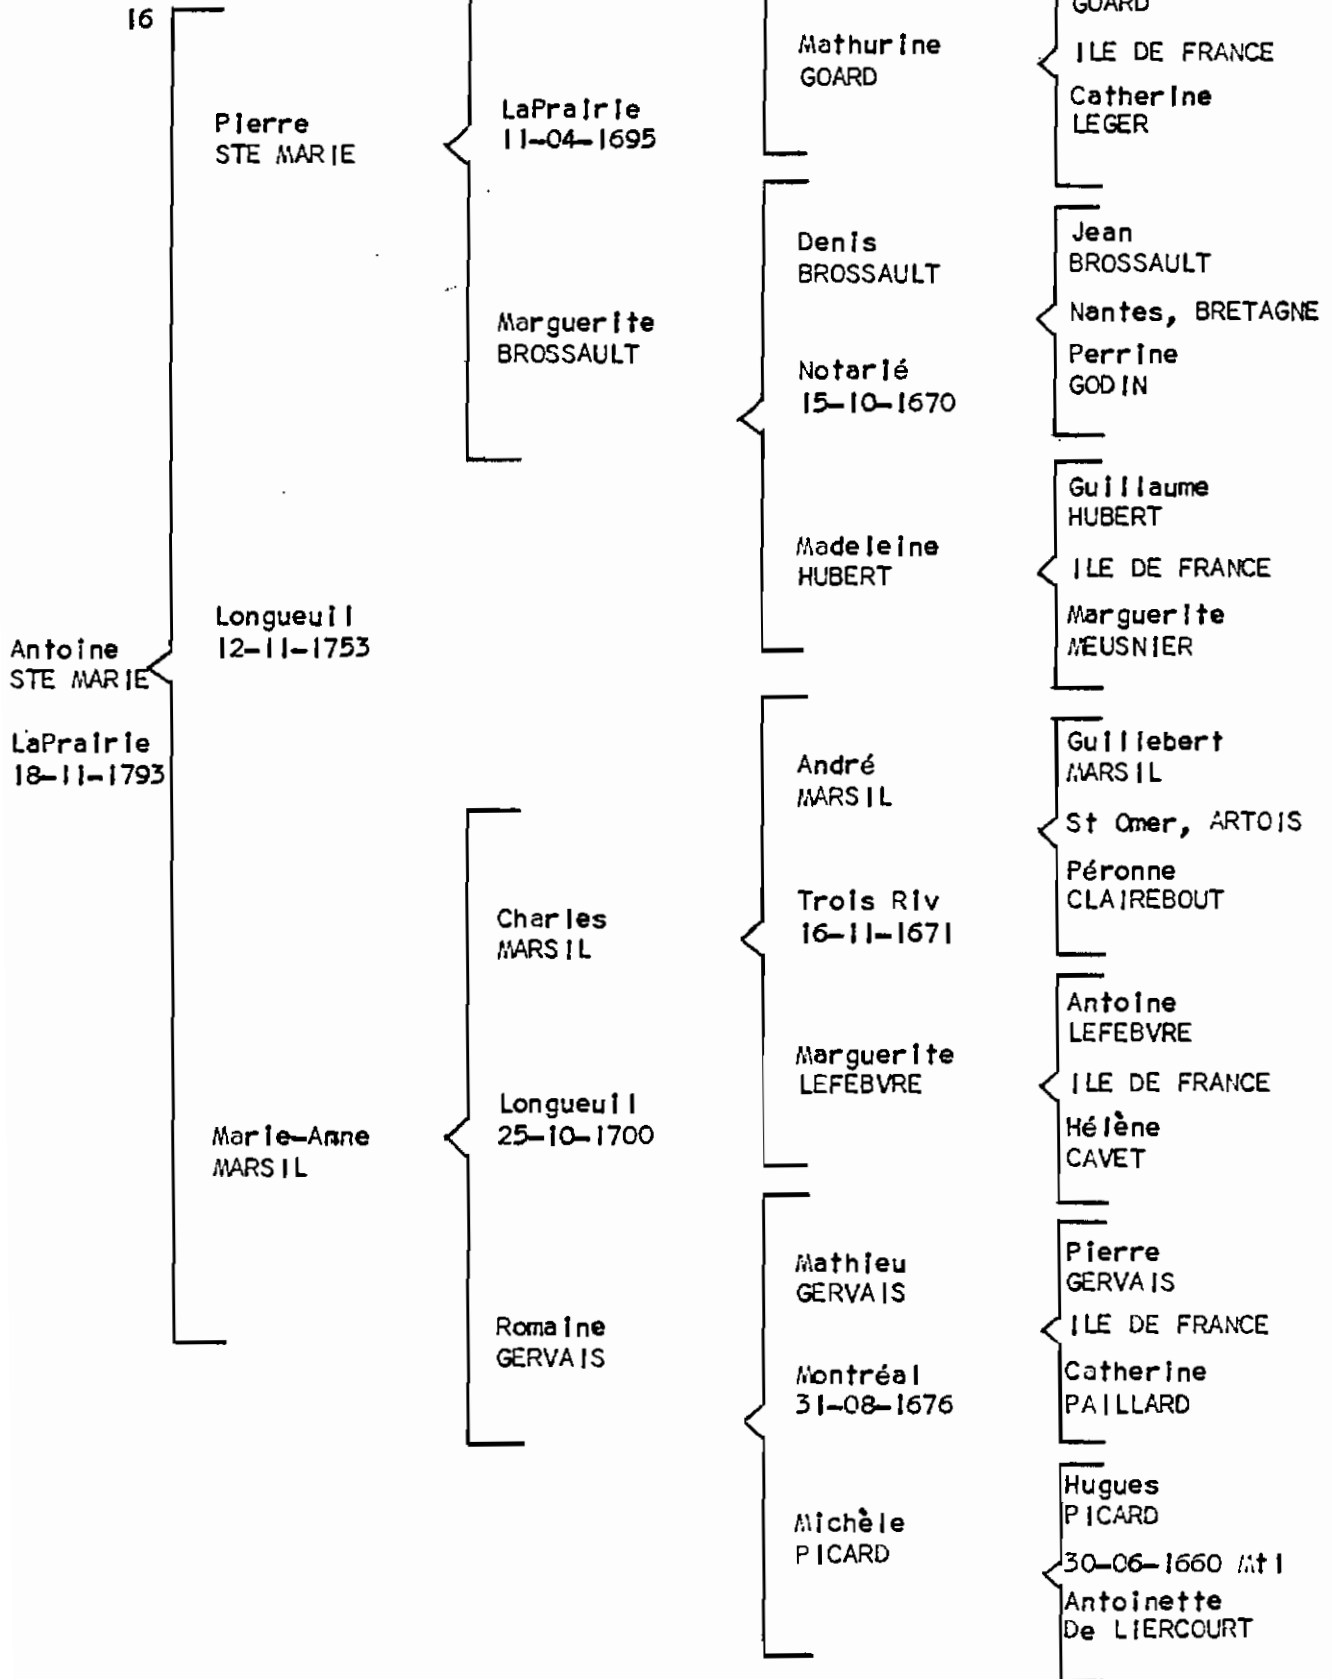 16
Antoine
STE MARIE
LaPrairie
18-11-1793
Pierre
STE MARIE
Longueuil
12-11-1753
Marie-Anne
MARSIL
LaPrairie
11-04-1695
Marguerite
BROSSAULT
Charles
MARSIL
Longueuil
25-10-1700
Romaine
GERVAIS
Mathurine
GOARD
Denis
BROSSAULT
Notarié
15-10-1670
Madeleine
HUBERT
André
MARSIL
Trois Riv
16-11-1671
Marguerite
LEFEBVRE
Mathieu
GERVAIS
Montréal
31-08-1676
Michèle
PICARD
GOARD
ILE DE FRANCE
Catherine
LEGER
Jean
BROSSAULT
Nantes, BRETAGNE
Perrine
GODIN
Guillaume
HUBERT
ILE DE FRANCE
Marguerite
MEUSNIER
Guillebert
MARSIL
St Omer, ARTOIS
Péronne
CLAIREBOUT
Antoine
LEFEBVRE
ILE DE FRANCE
Hélène
CAVET
Pierre
GERVAIS
ILE DE FRANCE
Catherine
PAILLARD
Hugues
PICARD
30-06-1660 Mtl
Antoinette
De LIERCOURT